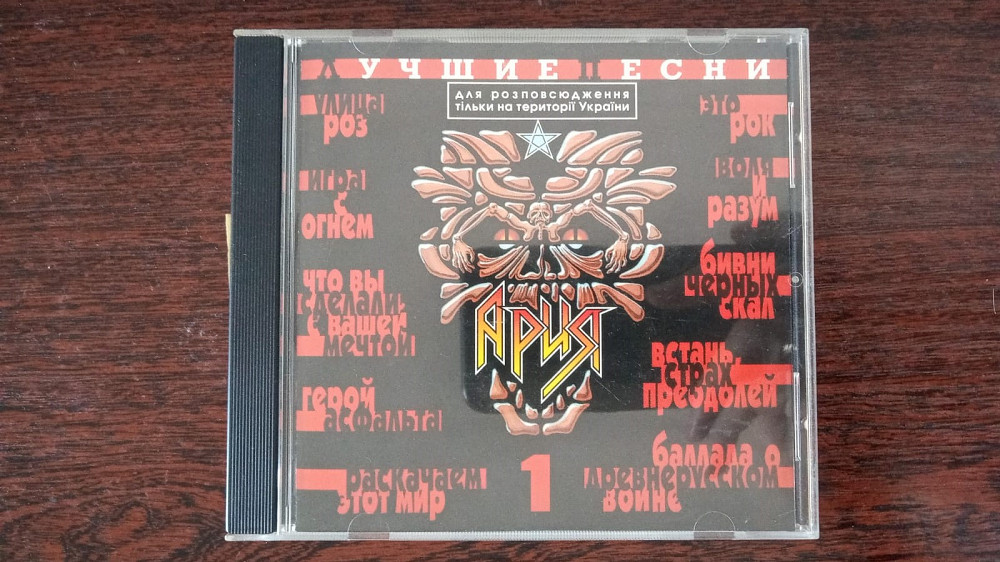 ЛУЧШИЕ ПЕСНИ
для розповсюдження
тільки на території України
улица
роз
игра
с
огнем
что вы
сделали
с вашей
мечтой
герой
асфальта
раскачаем
этот мир
Ария
1
это
рок
воля
и
разум
бивни
черных
скал
встань,
страх
преодолей
баллада о
древнерусском
воине